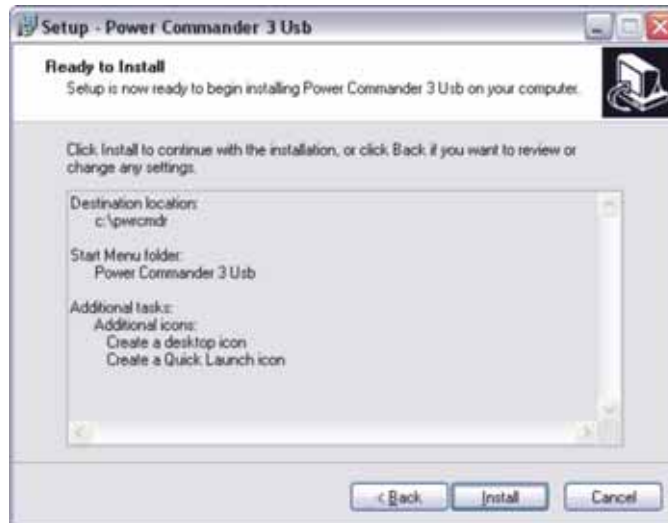 Setup - Power Commander 3 Usb
Ready to Install
Setup is now ready to begin installing Power Commander 3 Usb on your computer.
Click Install to continue with the installation, or click Back if you want to review or
change any settings.
Destination location:
c:\pwrcmdr
Start Menu folder:
Power Commander 3 Usb
Additional tasks:
Additional icons:
Create a desktop icon
Create a Quick Launch icon
< Back Install Cancel